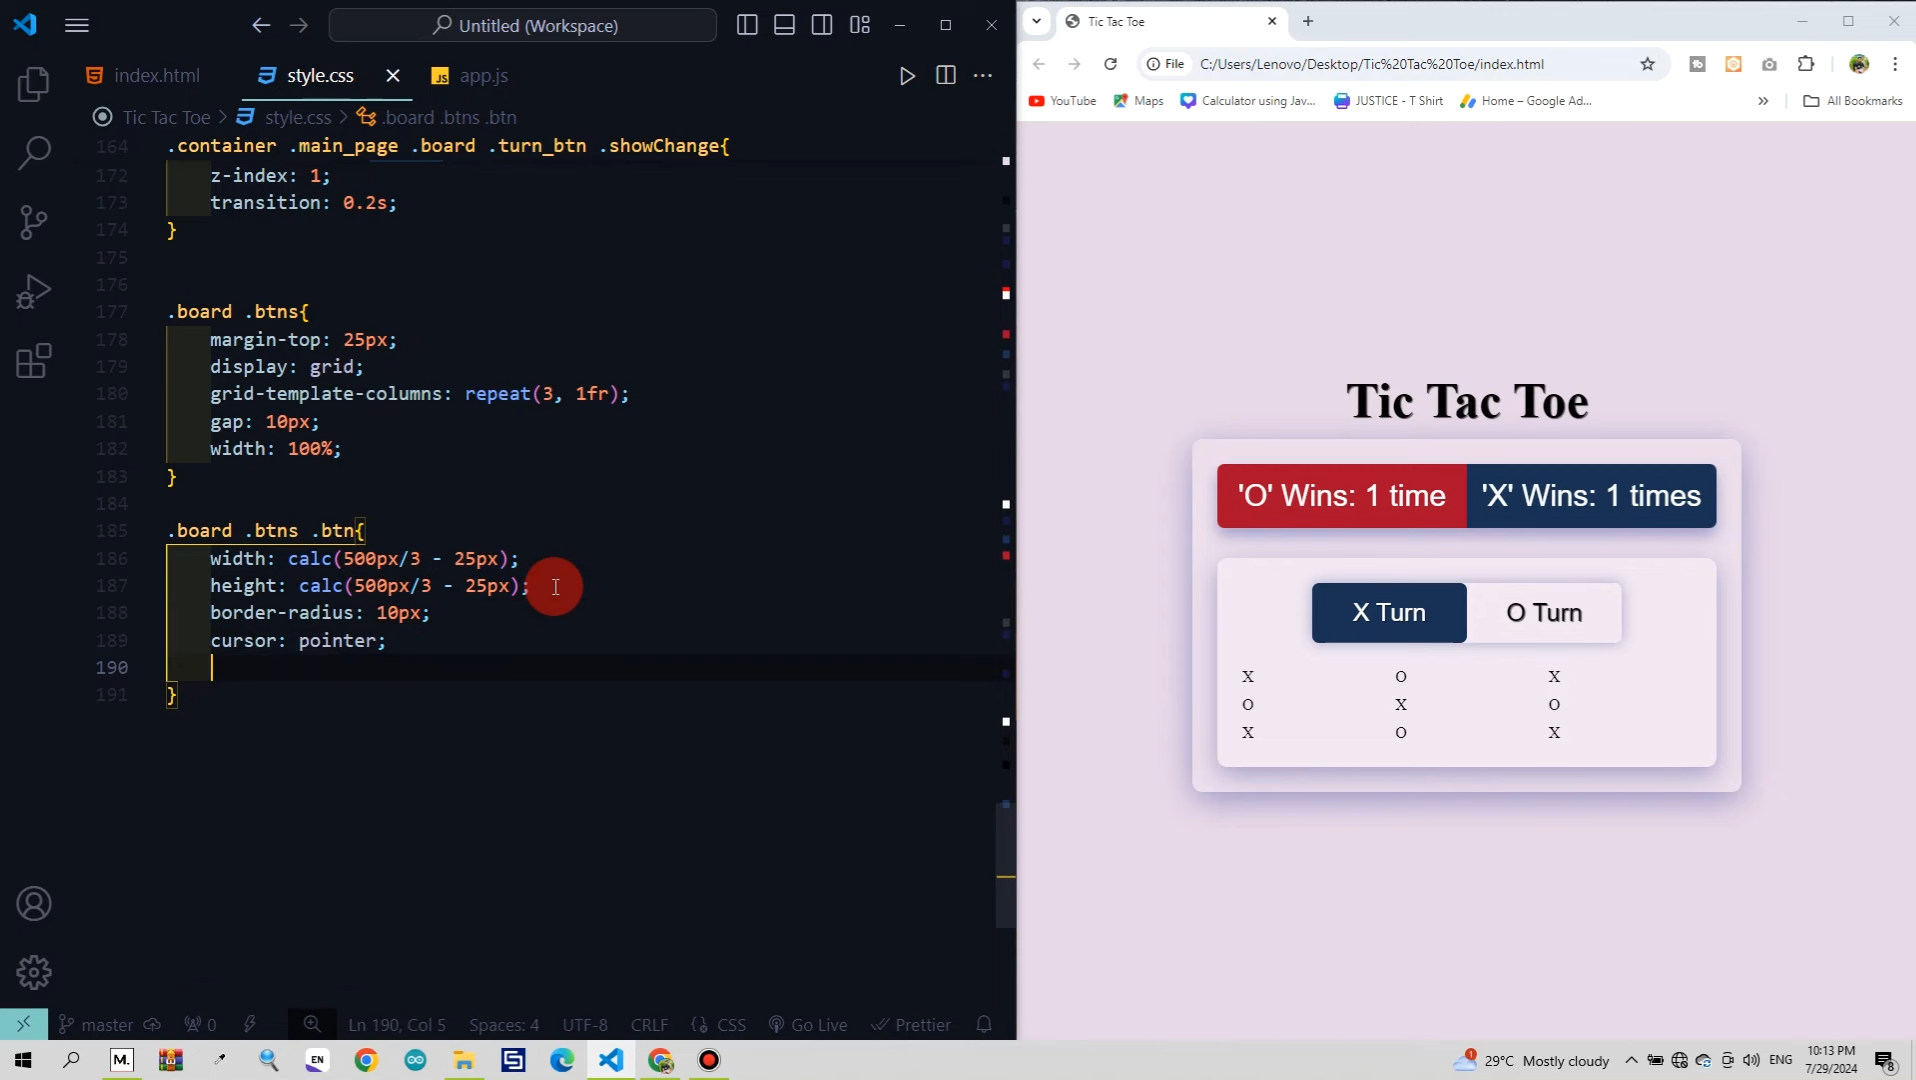 Untitled (Workspace)
index.html
style.css
app.js
Tic Tac Toe > style.css > .board .btns .btn
164 .container .main_page .board .turn_btn .showChange{
172 z-index: 1;
173 transition: 0.2s;
174 }
175
176
177 .board .btns{
178 margin-top: 25px;
179 display: grid;
180 grid-template-columns: repeat(3, 1fr);
181 gap: 10px;
182 width: 100%;
183 }
184
185 .board .btns .btn{
186 width: calc(500px/3 - 25px);
187 height: calc(500px/3 - 25px);
188 border-radius: 10px;
189 cursor: pointer;
190
191 }
master 0 Ln 190, Col 5 Spaces: 4 UTF-8 CRLF {} CSS Go Live Prettier
Tic Tac Toe
File C:/Users/Lenovo/Desktop/Tic%20Tac%20Toe/index.html
YouTube Maps Calculator using Jav... JUSTICE - T Shirt Home – Google Ad... » All Bookmarks
Tic Tac Toe
'O' Wins: 1 time 'X' Wins: 1 times
X Turn O Turn
X O X
O X O
X O X
M. EN S 1 29°C Mostly cloudy ENG 10:13 PM 8
7/29/2024